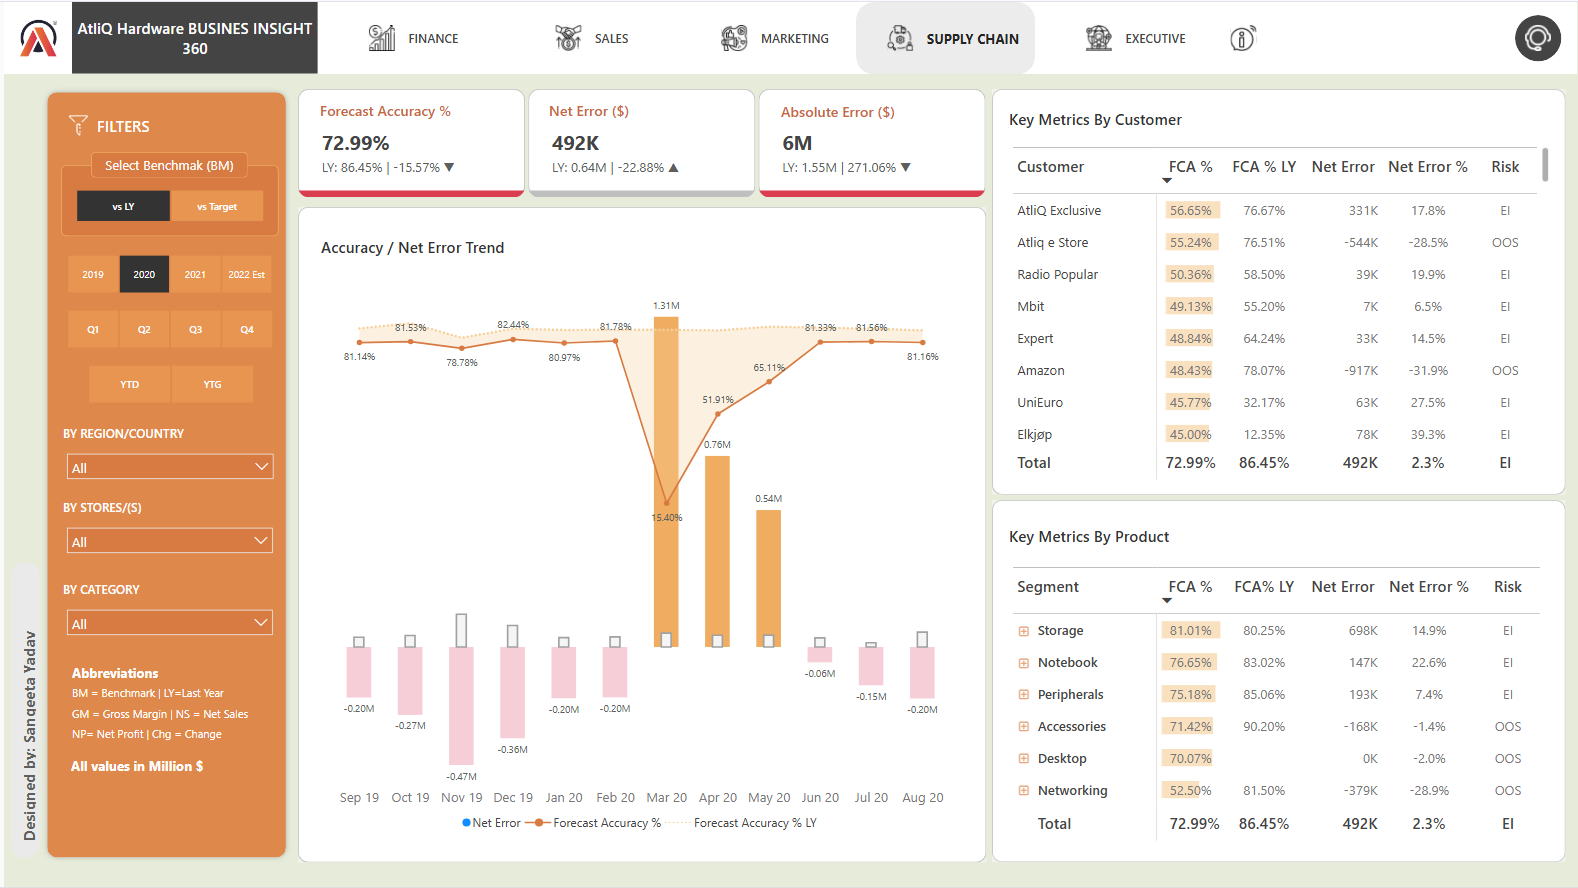 AtliQ Hardware BUSINES INSIGHT
360
FINANCE
SALES
MARKETING
SUPPLY CHAIN
EXECUTIVE
FILTERS
Select Benchmak (BM)
vs LY
vs Target
2019
2020
2021
2022 Est
Q1
Q2
Q3
Q4
YTD
YTG
BY REGION/COUNTRY
All
BY STORES/(S)
All
BY CATEGORY
All
Abbreviations
BM = Benchmark | LY=Last Year
GM = Gross Margin | NS = Net Sales
NP= Net Profit | Chg = Change
All values in Million $
Designed by: Sangeeta Yadav
Forecast Accuracy %
72.99%
LY: 86.45% | -15.57% ▼
Net Error ($)
492K
LY: 0.64M | -22.88% ▲
Absolute Error ($)
6M
LY: 1.55M | 271.06% ▼
Accuracy / Net Error Trend
1.31M
81.53%
82.44%
81.78%
81.33%
81.56%
81.14%
78.78%
80.97%
81.16%
65.11%
51.91%
0.76M
0.54M
15.40%
-0.06M
-0.15M
-0.20M
-0.27M
-0.47M
-0.36M
-0.20M
-0.20M
-0.20M
Sep 19 Oct 19 Nov 19 Dec 19 Jan 20 Feb 20 Mar 20 Apr 20 May 20 Jun 20 Jul 20 Aug 20
Net Error Forecast Accuracy % Forecast Accuracy % LY
Key Metrics By Customer
Customer FCA % FCA % LY Net Error Net Error % Risk
AtliQ Exclusive 56.65% 76.67% 331K 17.8% EI
Atliq e Store 55.24% 76.51% -544K -28.5% OOS
Radio Popular 50.36% 58.50% 39K 19.9% EI
Mbit 49.13% 55.20% 7K 6.5% EI
Expert 48.84% 64.24% 33K 14.5% EI
Amazon 48.43% 78.07% -917K -31.9% OOS
UniEuro 45.77% 32.17% 63K 27.5% EI
Elkjøp 45.00% 12.35% 78K 39.3% EI
Total 72.99% 86.45% 492K 2.3% EI
Key Metrics By Product
Segment FCA % FCA% LY Net Error Net Error % Risk
Storage 81.01% 80.25% 698K 14.9% EI
Notebook 76.65% 83.02% 147K 22.6% EI
Peripherals 75.18% 85.06% 193K 7.4% EI
Accessories 71.42% 90.20% -168K -1.4% OOS
Desktop 70.07% 0K -2.0% OOS
Networking 52.50% 81.50% -379K -28.9% OOS
Total 72.99% 86.45% 492K 2.3% EI